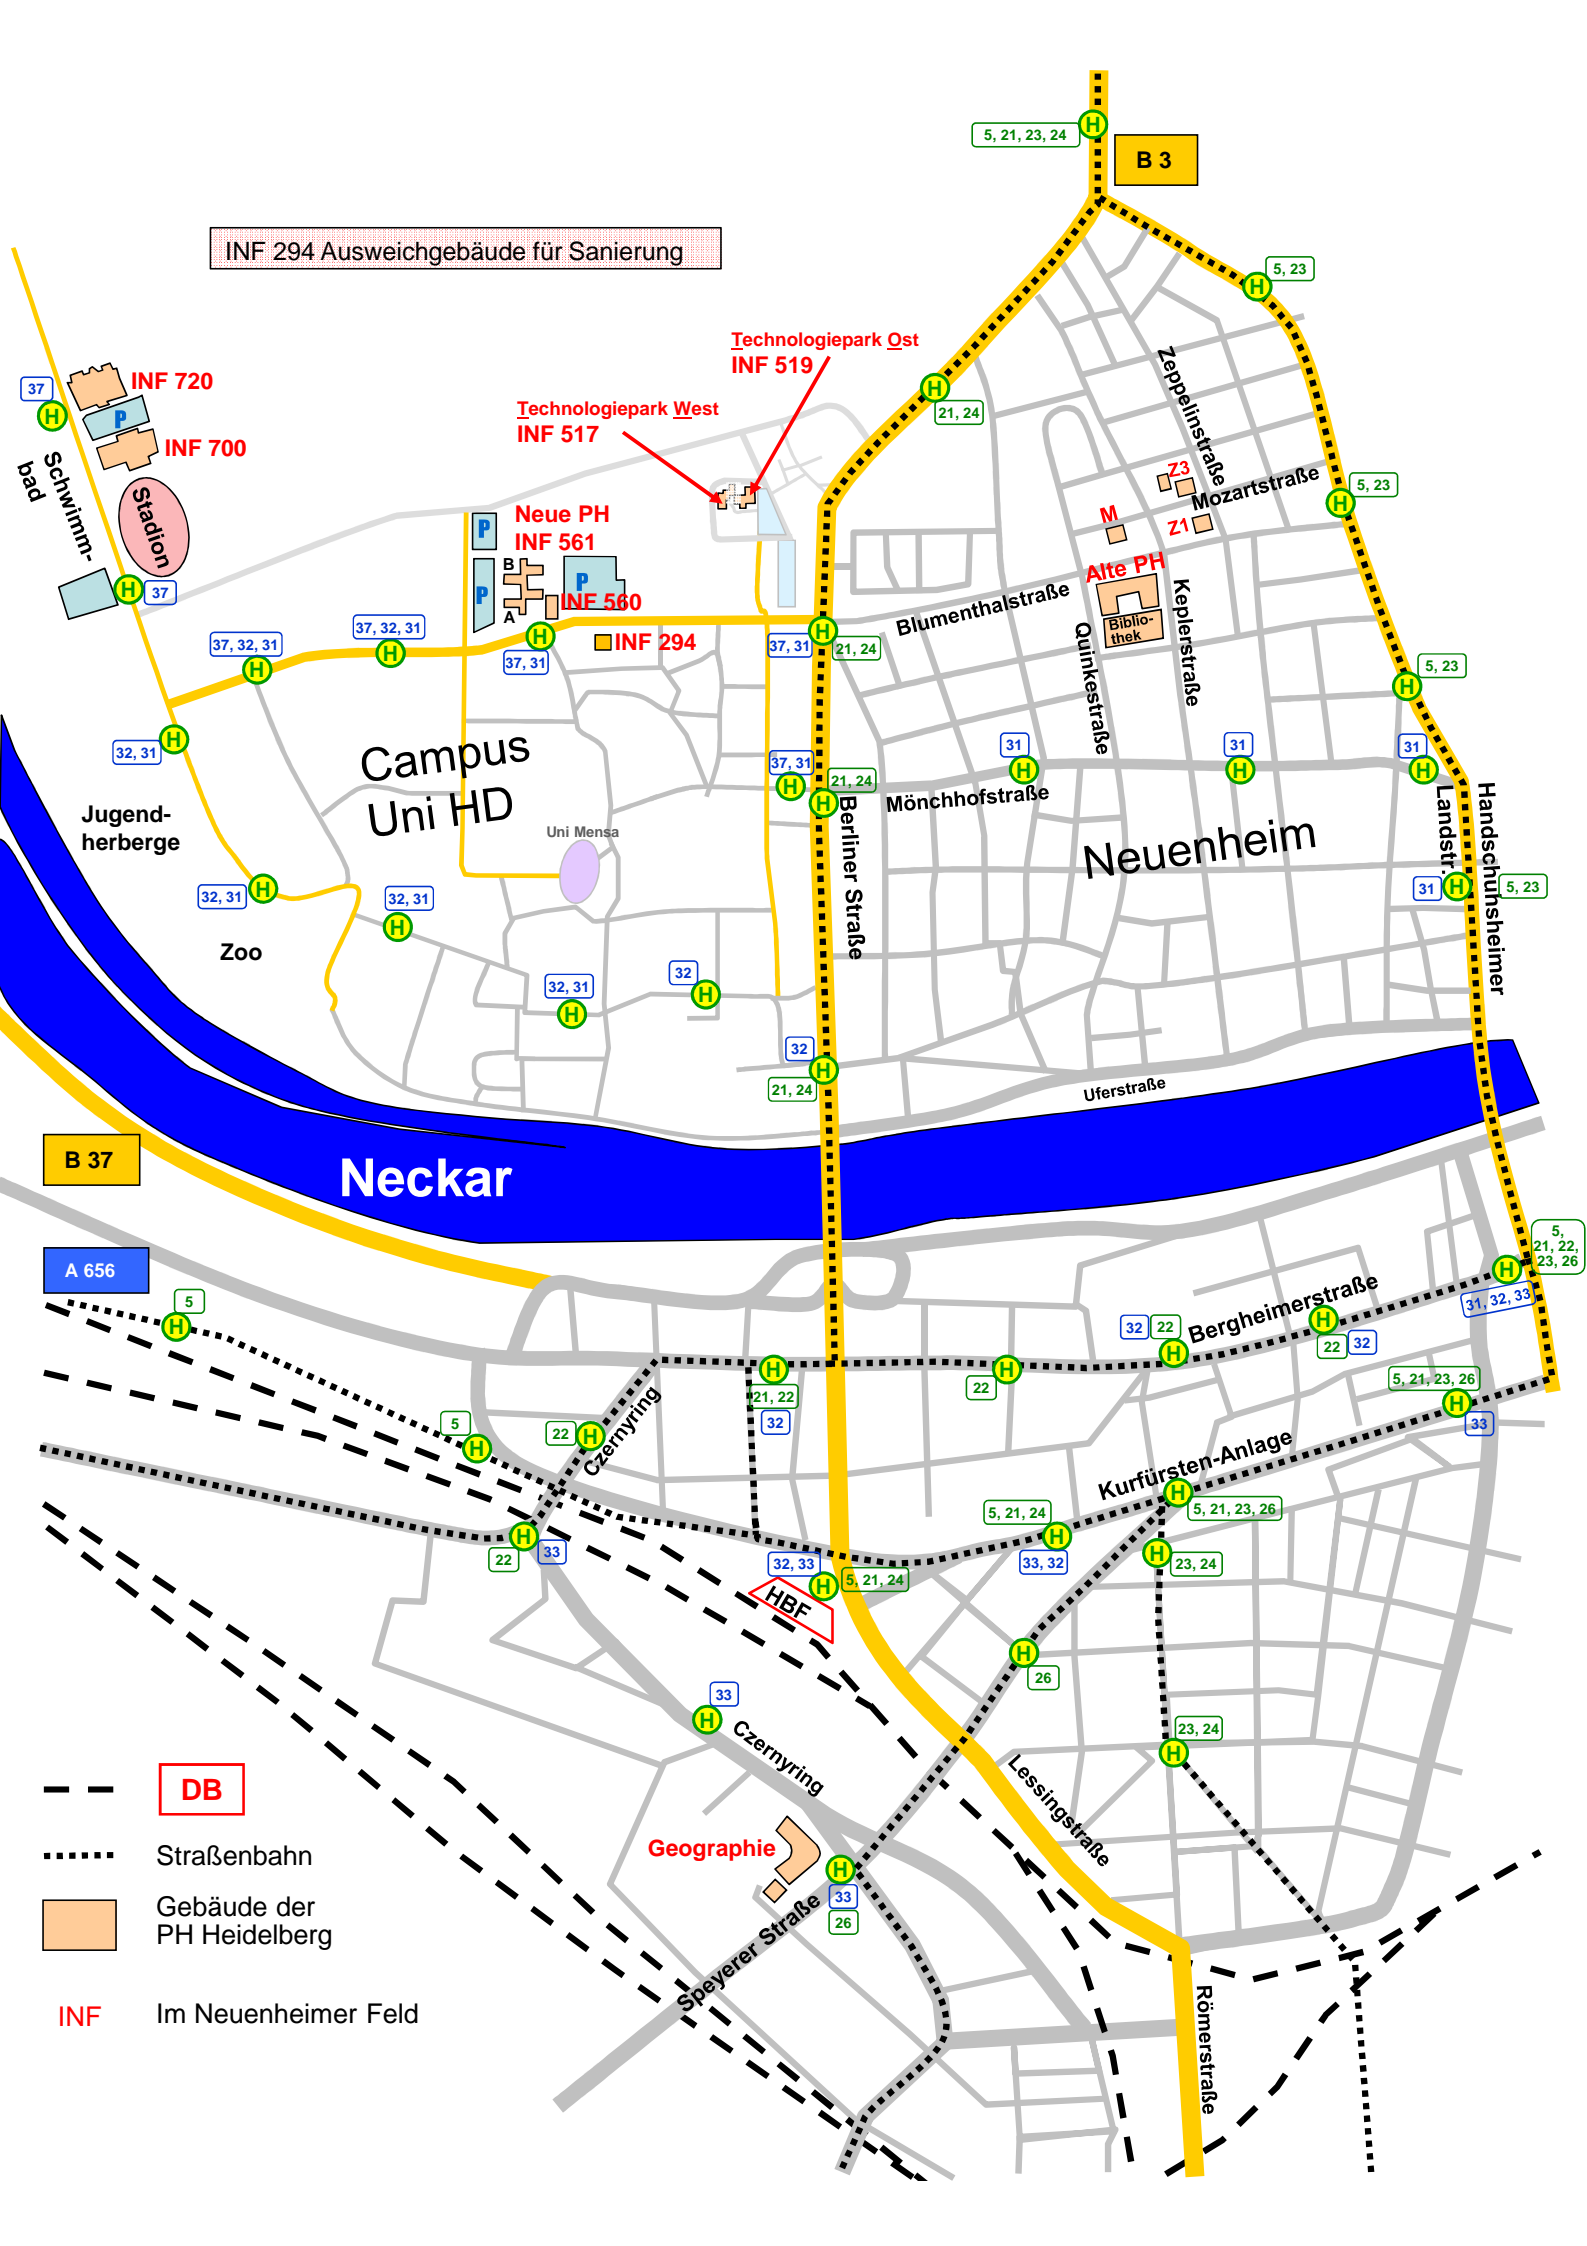 5, 21, 23, 24
H
B 3
INF 294 Ausweichgebäude für Sanierung
5, 23
H
Technologiepark Ost
INF 519
Zeppelinstraße
37
H
INF 720
P
INF 700
Technologiepark West
INF 517
H
21, 24
Schwimm-
bad
Stadion
Z3
Mozartstraße
5, 23
H
M
Z1
P
Neue PH
INF 561
B
P
P
A
INF 560
Alte PH
Biblio-
thek
Keplerstraße
H
37
Blumenthalstraße
Quinkestraße
37, 32, 31
H
37, 32, 31
H
H
37, 31
INF 294
37, 31
H
21, 24
5, 23
H
H
32, 31
Campus
Uni HD
37, 31
H
21, 24
H
31
H
31
H
31
H
Mönchhofstraße
Berliner Straße
Neuenheim
Landstr.
Handschuhsheimer
Jugend-
herberge
Uni Mensa
32, 31
H
32, 31
H
31
H
5, 23
Zoo
32, 31
H
32
H
32
H
21, 24
Uferstraße
B 37
Neckar
A 656
5
H
5,
21, 22,
23, 26
H
31, 32, 33
Bergheimerstraße
32
22
H
H
22
32
H
21, 22
32
H
22
5, 21, 23, 26
H
33
5
H
22
H
Czernyring
Kurfürsten-Anlage
H
5, 21, 23, 26
5, 21, 24
H
33, 32
H
22
33
32, 33
H
5, 21, 24
HBF
H
23, 24
H
26
33
H
Czernyring
23, 24
H
Lessingstraße
DB
Straßenbahn
Gebäude der
PH Heidelberg
INF
Im Neuenheimer Feld
Geographie
H
33
26
Speyerer Straße
Römerstraße